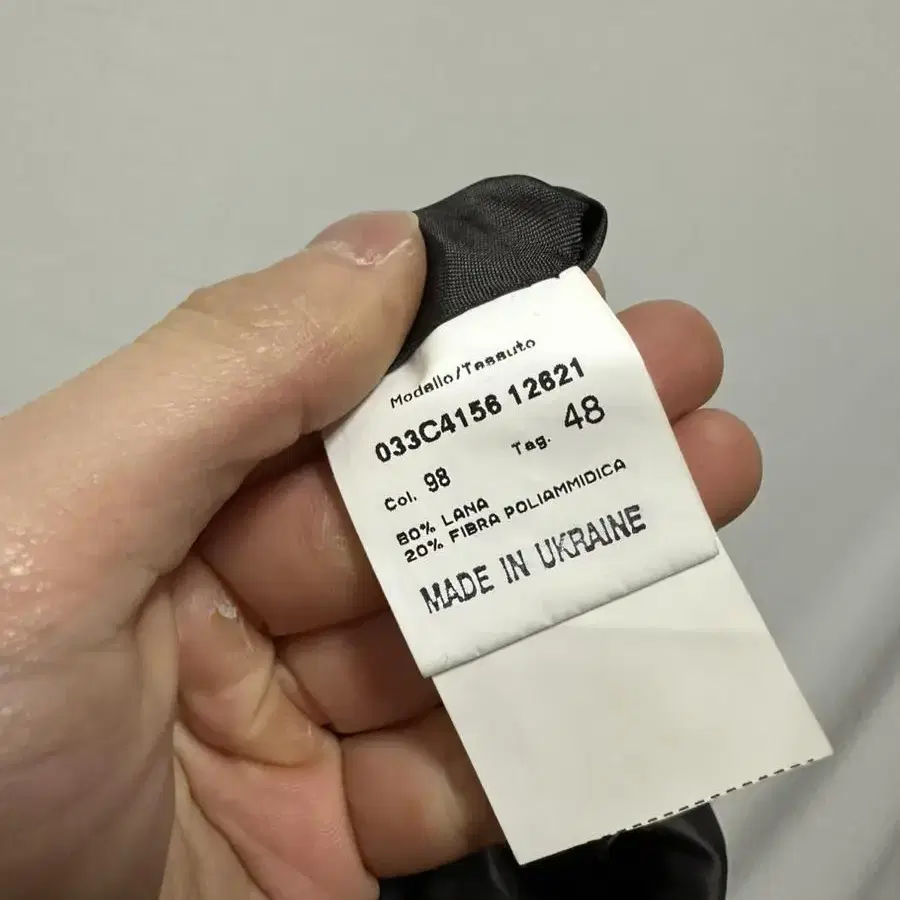 Modello/Tessuto
033C4156 12621
Col. 98 Tag. 48
80% LANA
20% FIBRA POLIAMMIDICA
MADE IN UKRAINE